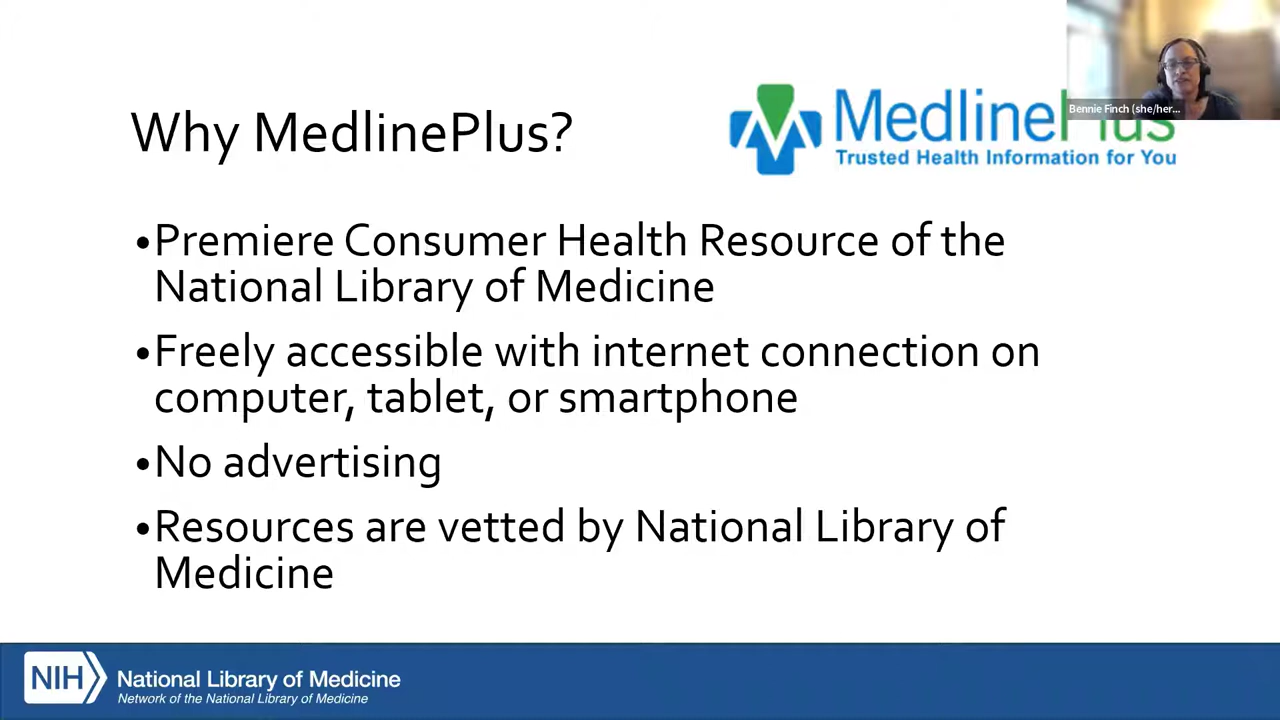 Bennie Finch (she/her...
Why MedlinePlus?
MedlinePlus
Trusted Health Information for You
•Premiere Consumer Health Resource of the
National Library of Medicine
•Freely accessible with internet connection on
computer, tablet, or smartphone
•No advertising
•Resources are vetted by National Library of
Medicine
NIH
National Library of Medicine
Network of the National Library of Medicine